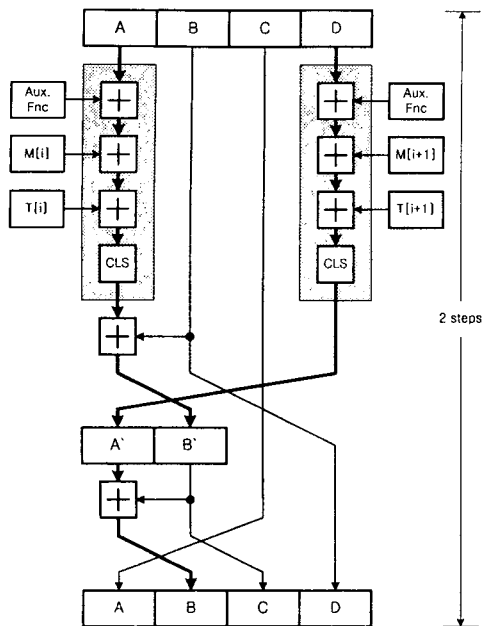 A B C D
Aux. Fnc
Aux. Fnc
M[i]
M[i+1]
T[i]
T[i+1]
CLS
CLS
2 steps
A` B`
A B C D